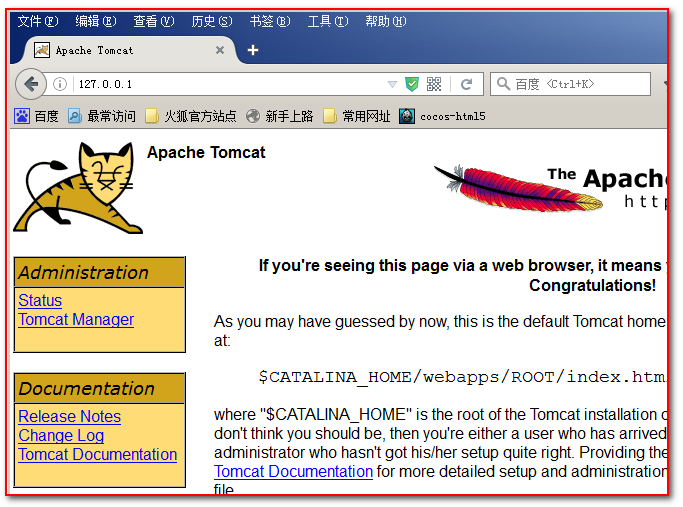 文件(F) 编辑(E) 查看(V) 历史(S) 书签(B) 工具(T) 帮助(H)
Apache Tomcat
127.0.0.1
百度 <Ctrl+K>
百度 最常访问 火狐官方站点 新手上路 常用网址 cocos-html5
Apache Tomcat
The Apache
http
Administration
Status
Tomcat Manager
Documentation
Release Notes
Change Log
Tomcat Documentation
If you're seeing this page via a web browser, it means
Congratulations!
As you may have guessed by now, this is the default Tomcat home
at:
$CATALINA_HOME/webapps/ROOT/index.htm
where "$CATALINA_HOME" is the root of the Tomcat installation
don't think you should be, then you're either a user who has arrived
administrator who hasn't got his/her setup quite right. Providing the
Tomcat Documentation for more detailed setup and administration
file.